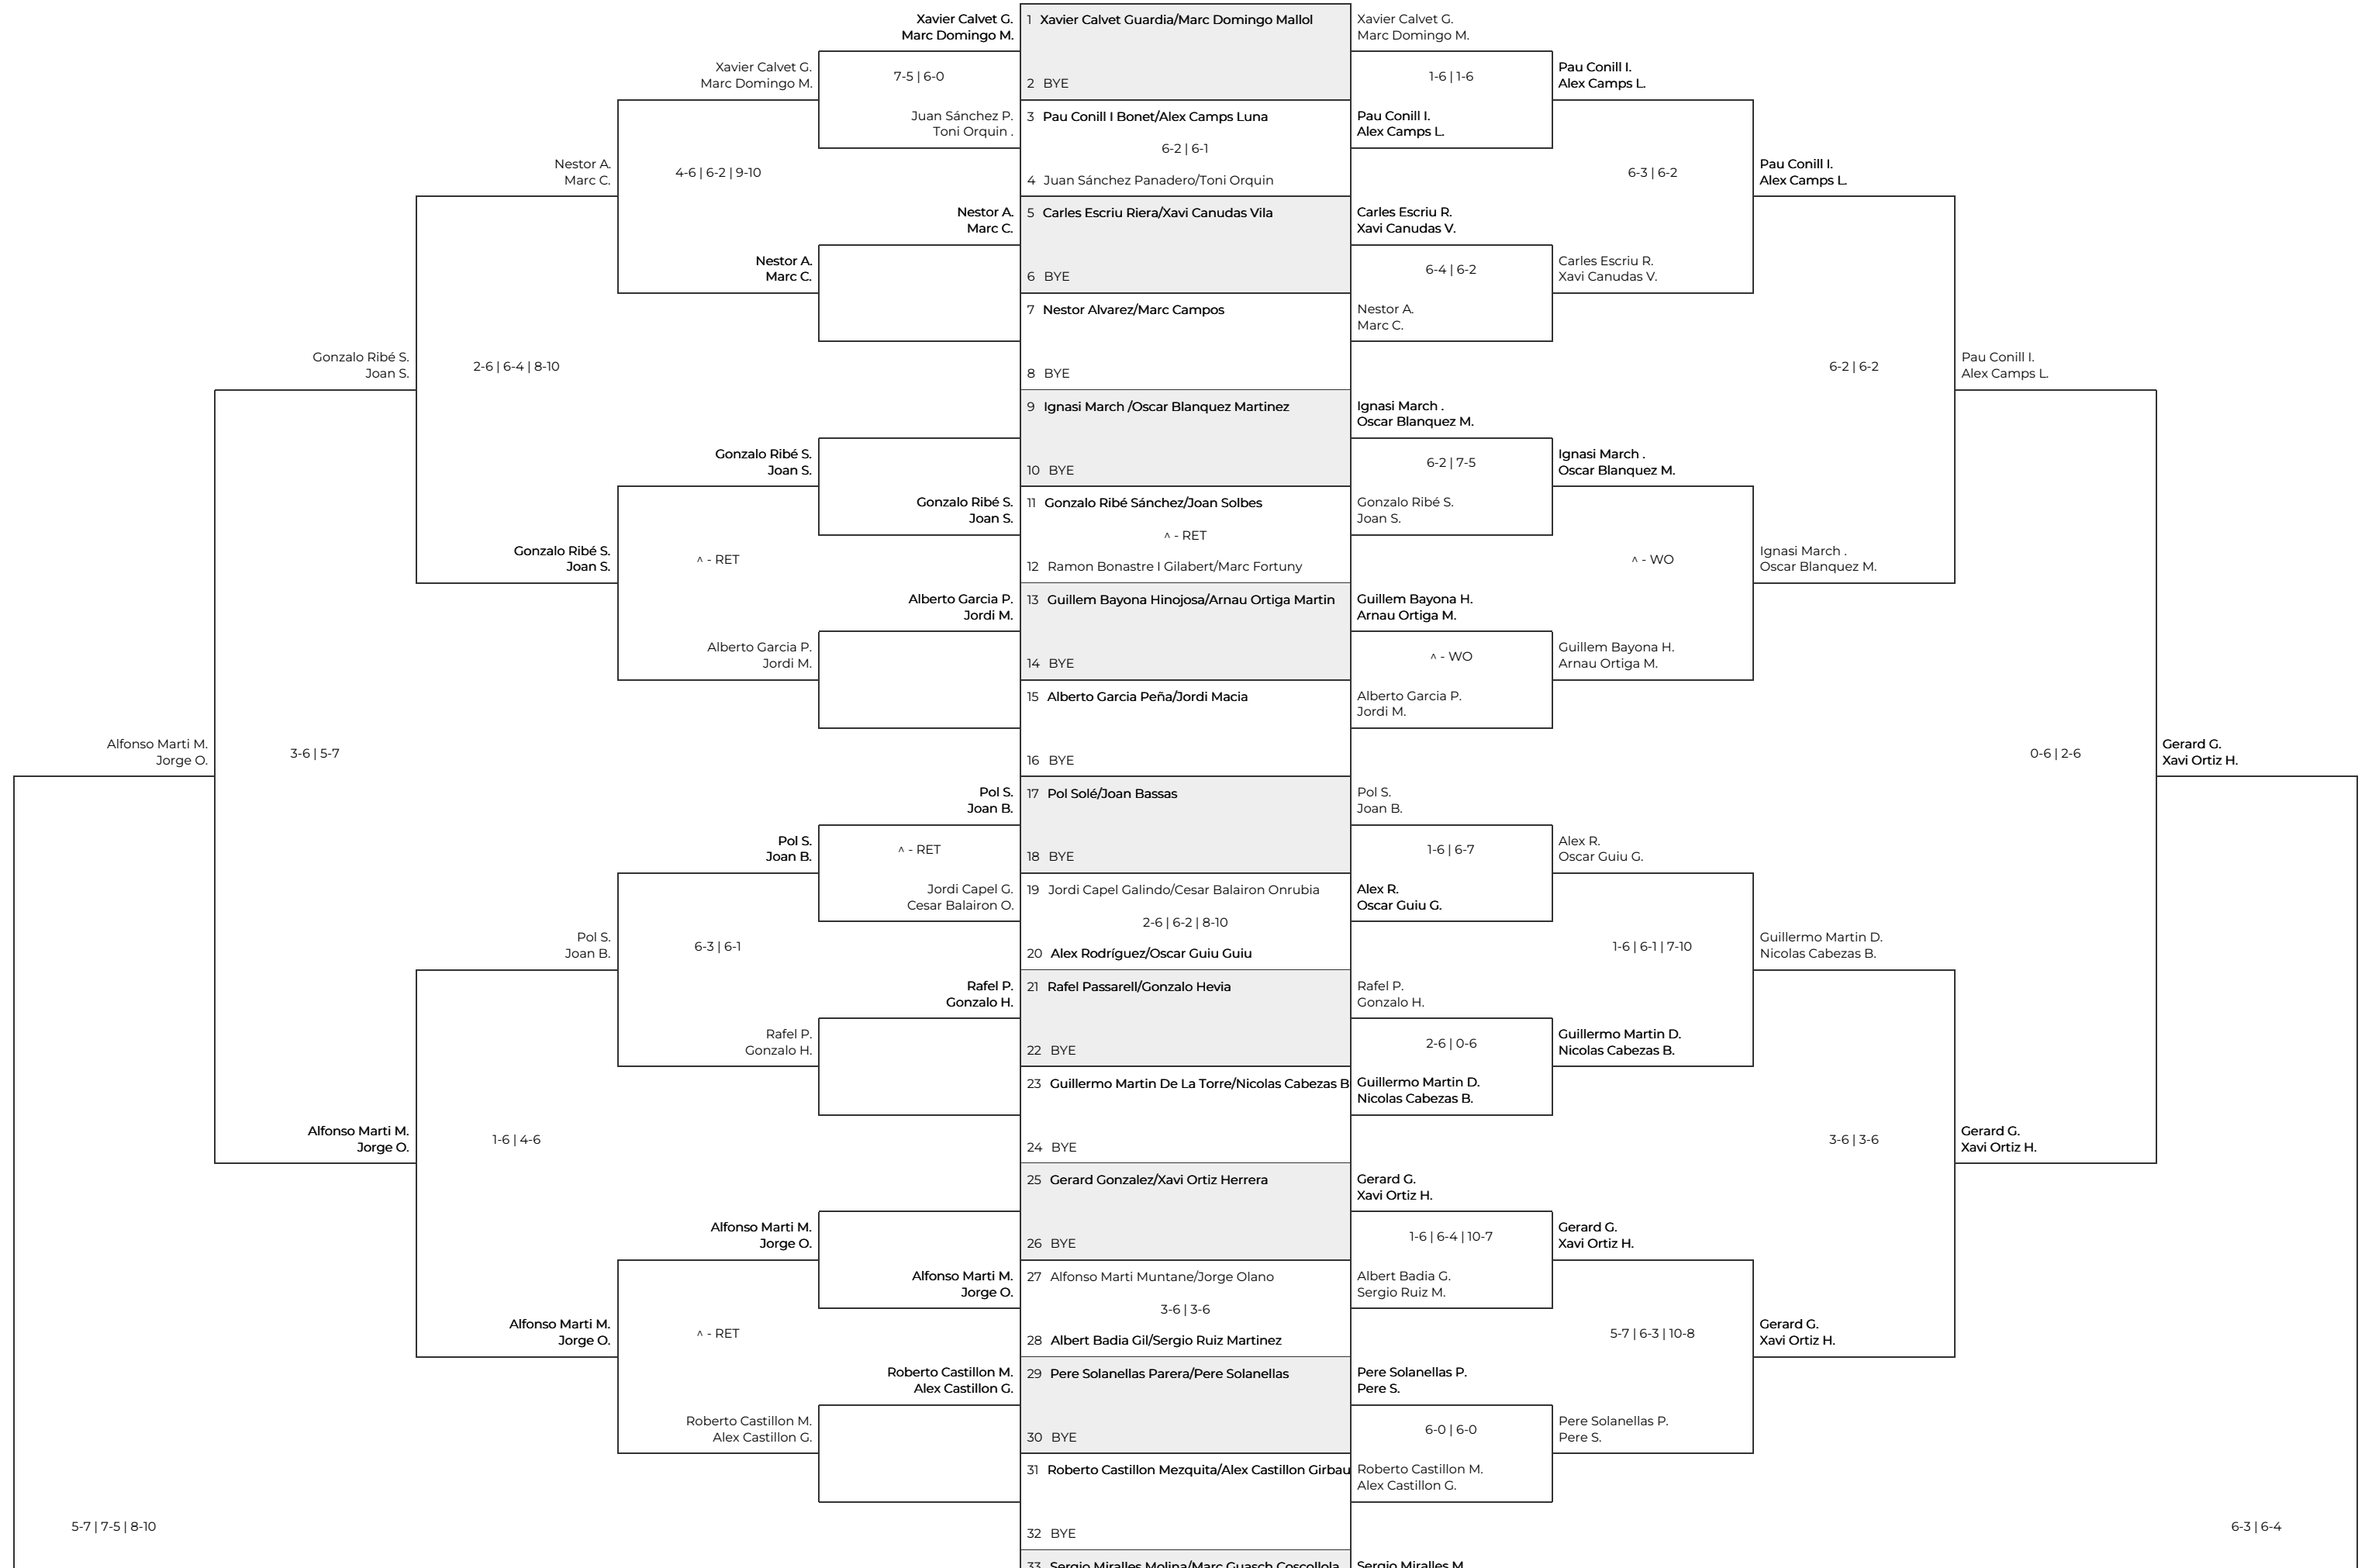 Xavier Calvet G.
Marc Domingo M.
1 Xavier Calvet Guardia/Marc Domingo Mallol
Xavier Calvet G.
Marc Domingo M.
Xavier Calvet G.
Marc Domingo M.
7-5 | 6-0
2 BYE
1-6 | 1-6
Pau Conill I.
Alex Camps L.
Juan Sánchez P.
Toni Orquin .
3 Pau Conill I Bonet/Alex Camps Luna
Pau Conill I.
Alex Camps L.
6-2 | 6-1
Nestor A.
Marc C.
4-6 | 6-2 | 9-10
4 Juan Sánchez Panadero/Toni Orquin
6-3 | 6-2
Pau Conill I.
Alex Camps L.
Nestor A.
Marc C.
5 Carles Escriu Riera/Xavi Canudas Vila
Carles Escriu R.
Xavi Canudas V.
Nestor A.
Marc C.
6 BYE
6-4 | 6-2
Carles Escriu R.
Xavi Canudas V.
7 Nestor Alvarez/Marc Campos
Nestor A.
Marc C.
Gonzalo Ribé S.
Joan S.
2-6 | 6-4 | 8-10
8 BYE
6-2 | 6-2
Pau Conill I.
Alex Camps L.
9 Ignasi March /Oscar Blanquez Martinez
Ignasi March .
Oscar Blanquez M.
Gonzalo Ribé S.
Joan S.
10 BYE
6-2 | 7-5
Ignasi March .
Oscar Blanquez M.
Gonzalo Ribé S.
Joan S.
11 Gonzalo Ribé Sánchez/Joan Solbes
Gonzalo Ribé S.
Joan S.
^ - RET
Gonzalo Ribé S.
Joan S.
^ - RET
12 Ramon Bonastre I Gilabert/Marc Fortuny
^ - WO
Ignasi March .
Oscar Blanquez M.
Alberto Garcia P.
Jordi M.
13 Guillem Bayona Hinojosa/Arnau Ortiga Martin
Guillem Bayona H.
Arnau Ortiga M.
Alberto Garcia P.
Jordi M.
14 BYE
^ - WO
Guillem Bayona H.
Arnau Ortiga M.
15 Alberto Garcia Peña/Jordi Macia
Alberto Garcia P.
Jordi M.
Alfonso Marti M.
Jorge O.
3-6 | 5-7
16 BYE
0-6 | 2-6
Gerard G.
Xavi Ortiz H.
Pol S.
Joan B.
17 Pol Solé/Joan Bassas
Pol S.
Joan B.
Pol S.
Joan B.
^ - RET
18 BYE
1-6 | 6-7
Alex R.
Oscar Guiu G.
Jordi Capel G.
Cesar Balairon O.
19 Jordi Capel Galindo/Cesar Balairon Onrubia
Alex R.
Oscar Guiu G.
2-6 | 6-2 | 8-10
Pol S.
Joan B.
6-3 | 6-1
20 Alex Rodríguez/Oscar Guiu Guiu
1-6 | 6-1 | 7-10
Guillermo Martin D.
Nicolas Cabezas B.
Rafel P.
Gonzalo H.
21 Rafel Passarell/Gonzalo Hevia
Rafel P.
Gonzalo H.
Rafel P.
Gonzalo H.
22 BYE
2-6 | 0-6
Guillermo Martin D.
Nicolas Cabezas B.
23 Guillermo Martin De La Torre/Nicolas Cabezas B
Guillermo Martin D.
Nicolas Cabezas B.
Alfonso Marti M.
Jorge O.
1-6 | 4-6
24 BYE
3-6 | 3-6
Gerard G.
Xavi Ortiz H.
25 Gerard Gonzalez/Xavi Ortiz Herrera
Gerard G.
Xavi Ortiz H.
Alfonso Marti M.
Jorge O.
26 BYE
1-6 | 6-4 | 10-7
Gerard G.
Xavi Ortiz H.
Alfonso Marti M.
Jorge O.
27 Alfonso Marti Muntane/Jorge Olano
Albert Badia G.
Sergio Ruiz M.
3-6 | 3-6
Alfonso Marti M.
Jorge O.
^ - RET
28 Albert Badia Gil/Sergio Ruiz Martinez
5-7 | 6-3 | 10-8
Gerard G.
Xavi Ortiz H.
Roberto Castillon M.
Alex Castillon G.
29 Pere Solanellas Parera/Pere Solanellas
Pere Solanellas P.
Pere S.
Roberto Castillon M.
Alex Castillon G.
30 BYE
6-0 | 6-0
Pere Solanellas P.
Pere S.
31 Roberto Castillon Mezquita/Alex Castillon Girbau
Roberto Castillon M.
Alex Castillon G.
5-7 | 7-5 | 8-10
32 BYE
6-3 | 6-4
33 Sergio Miralles Molina/Marc Guasch Coscollola
Sergio Miralles M.